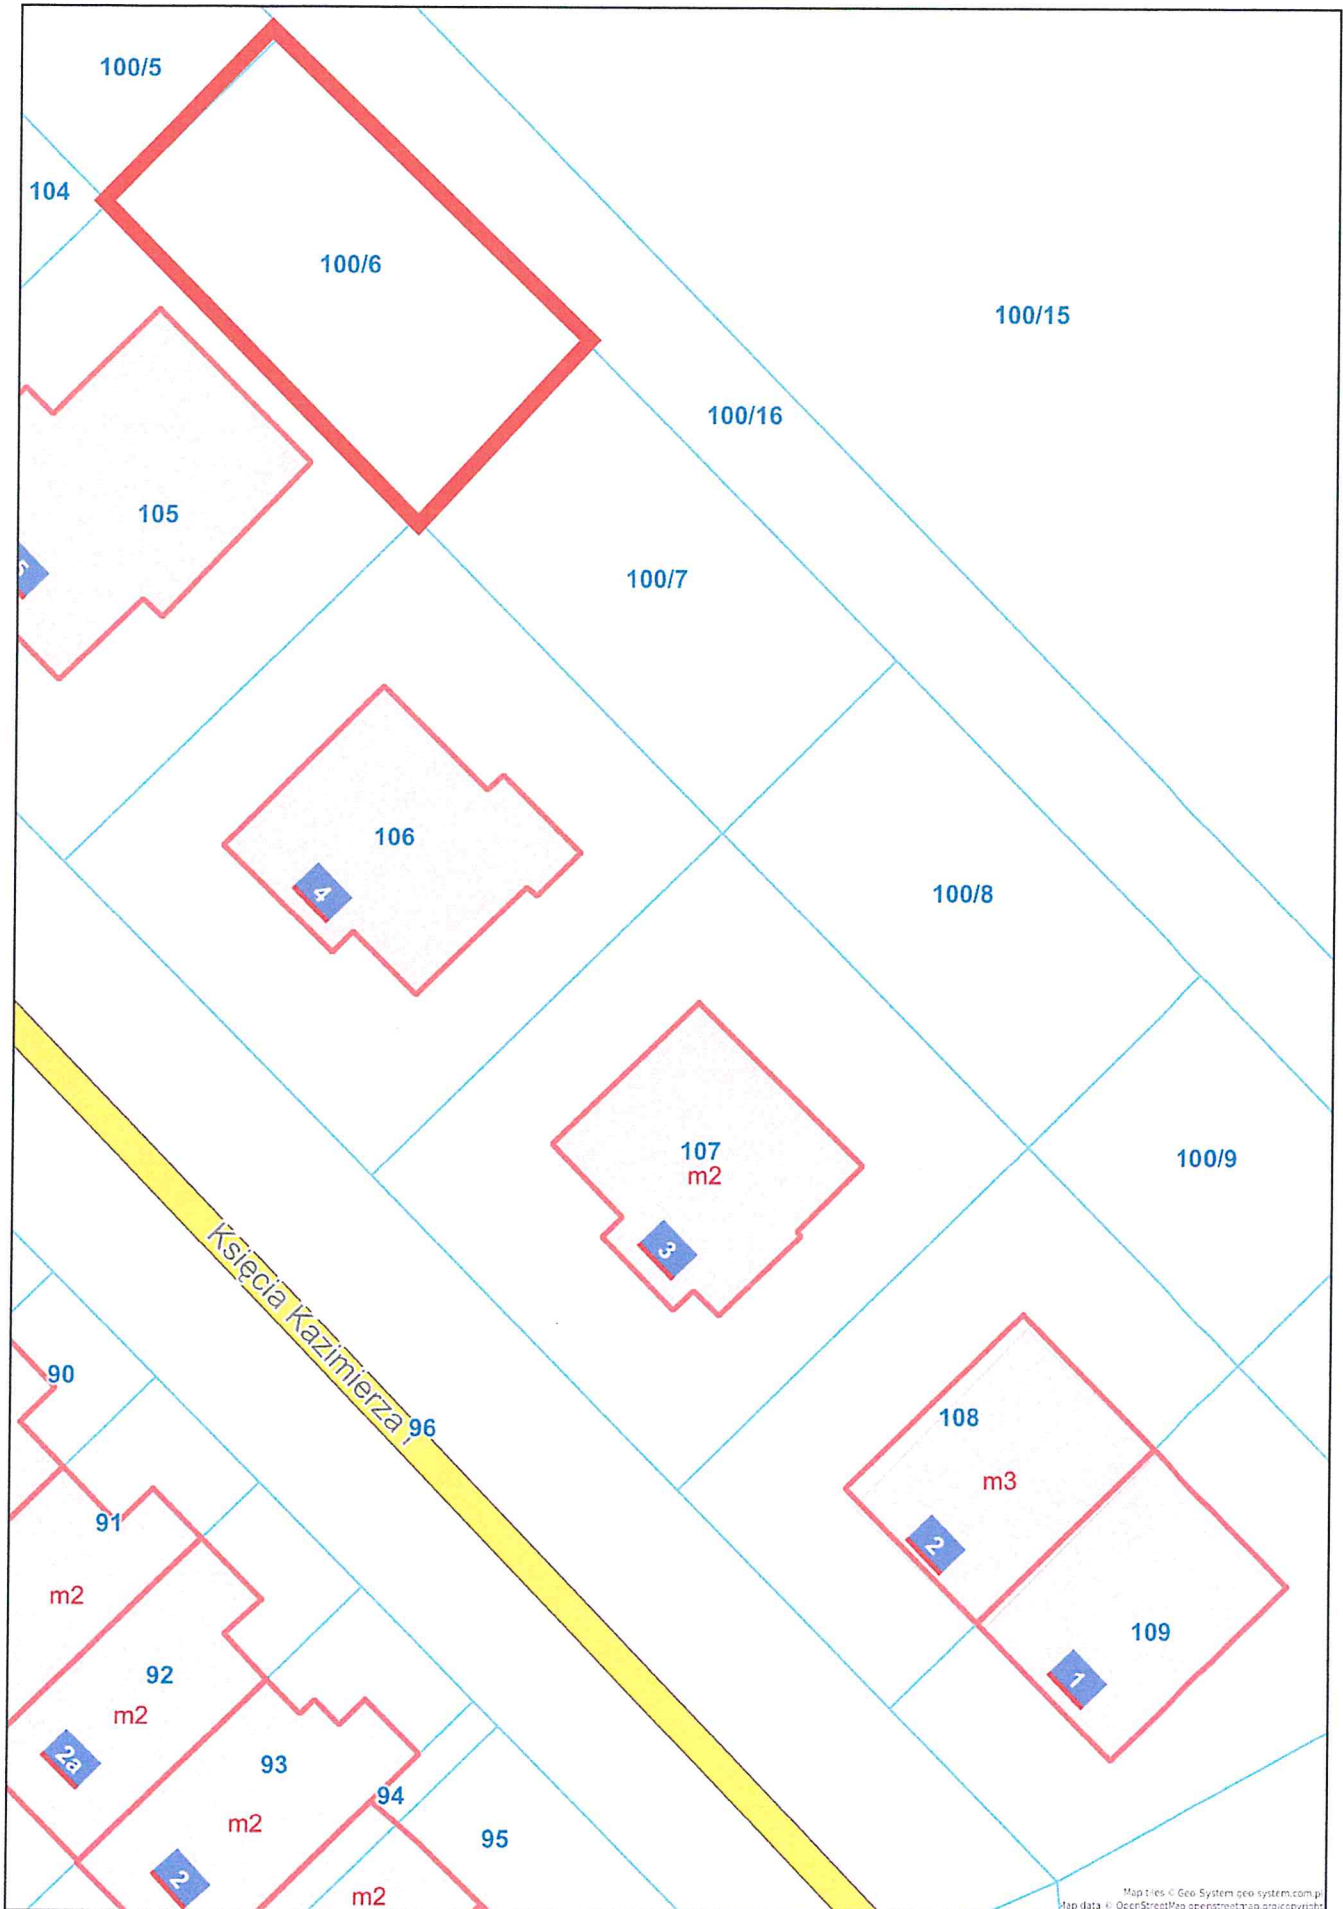 100/5
104
100/6
100/15
100/16
105
5
100/7
106
4
100/8
107
m2
3
100/9
Księcia Kazimierza I
96
90
108
m3
2
91
m2
109
1
92
m2
2a
93
m2
94
95
2
m2
Map tiles © Geo System geo-system.com.pl
Map data © OpenStreetMap openstreetmap.org/copyright